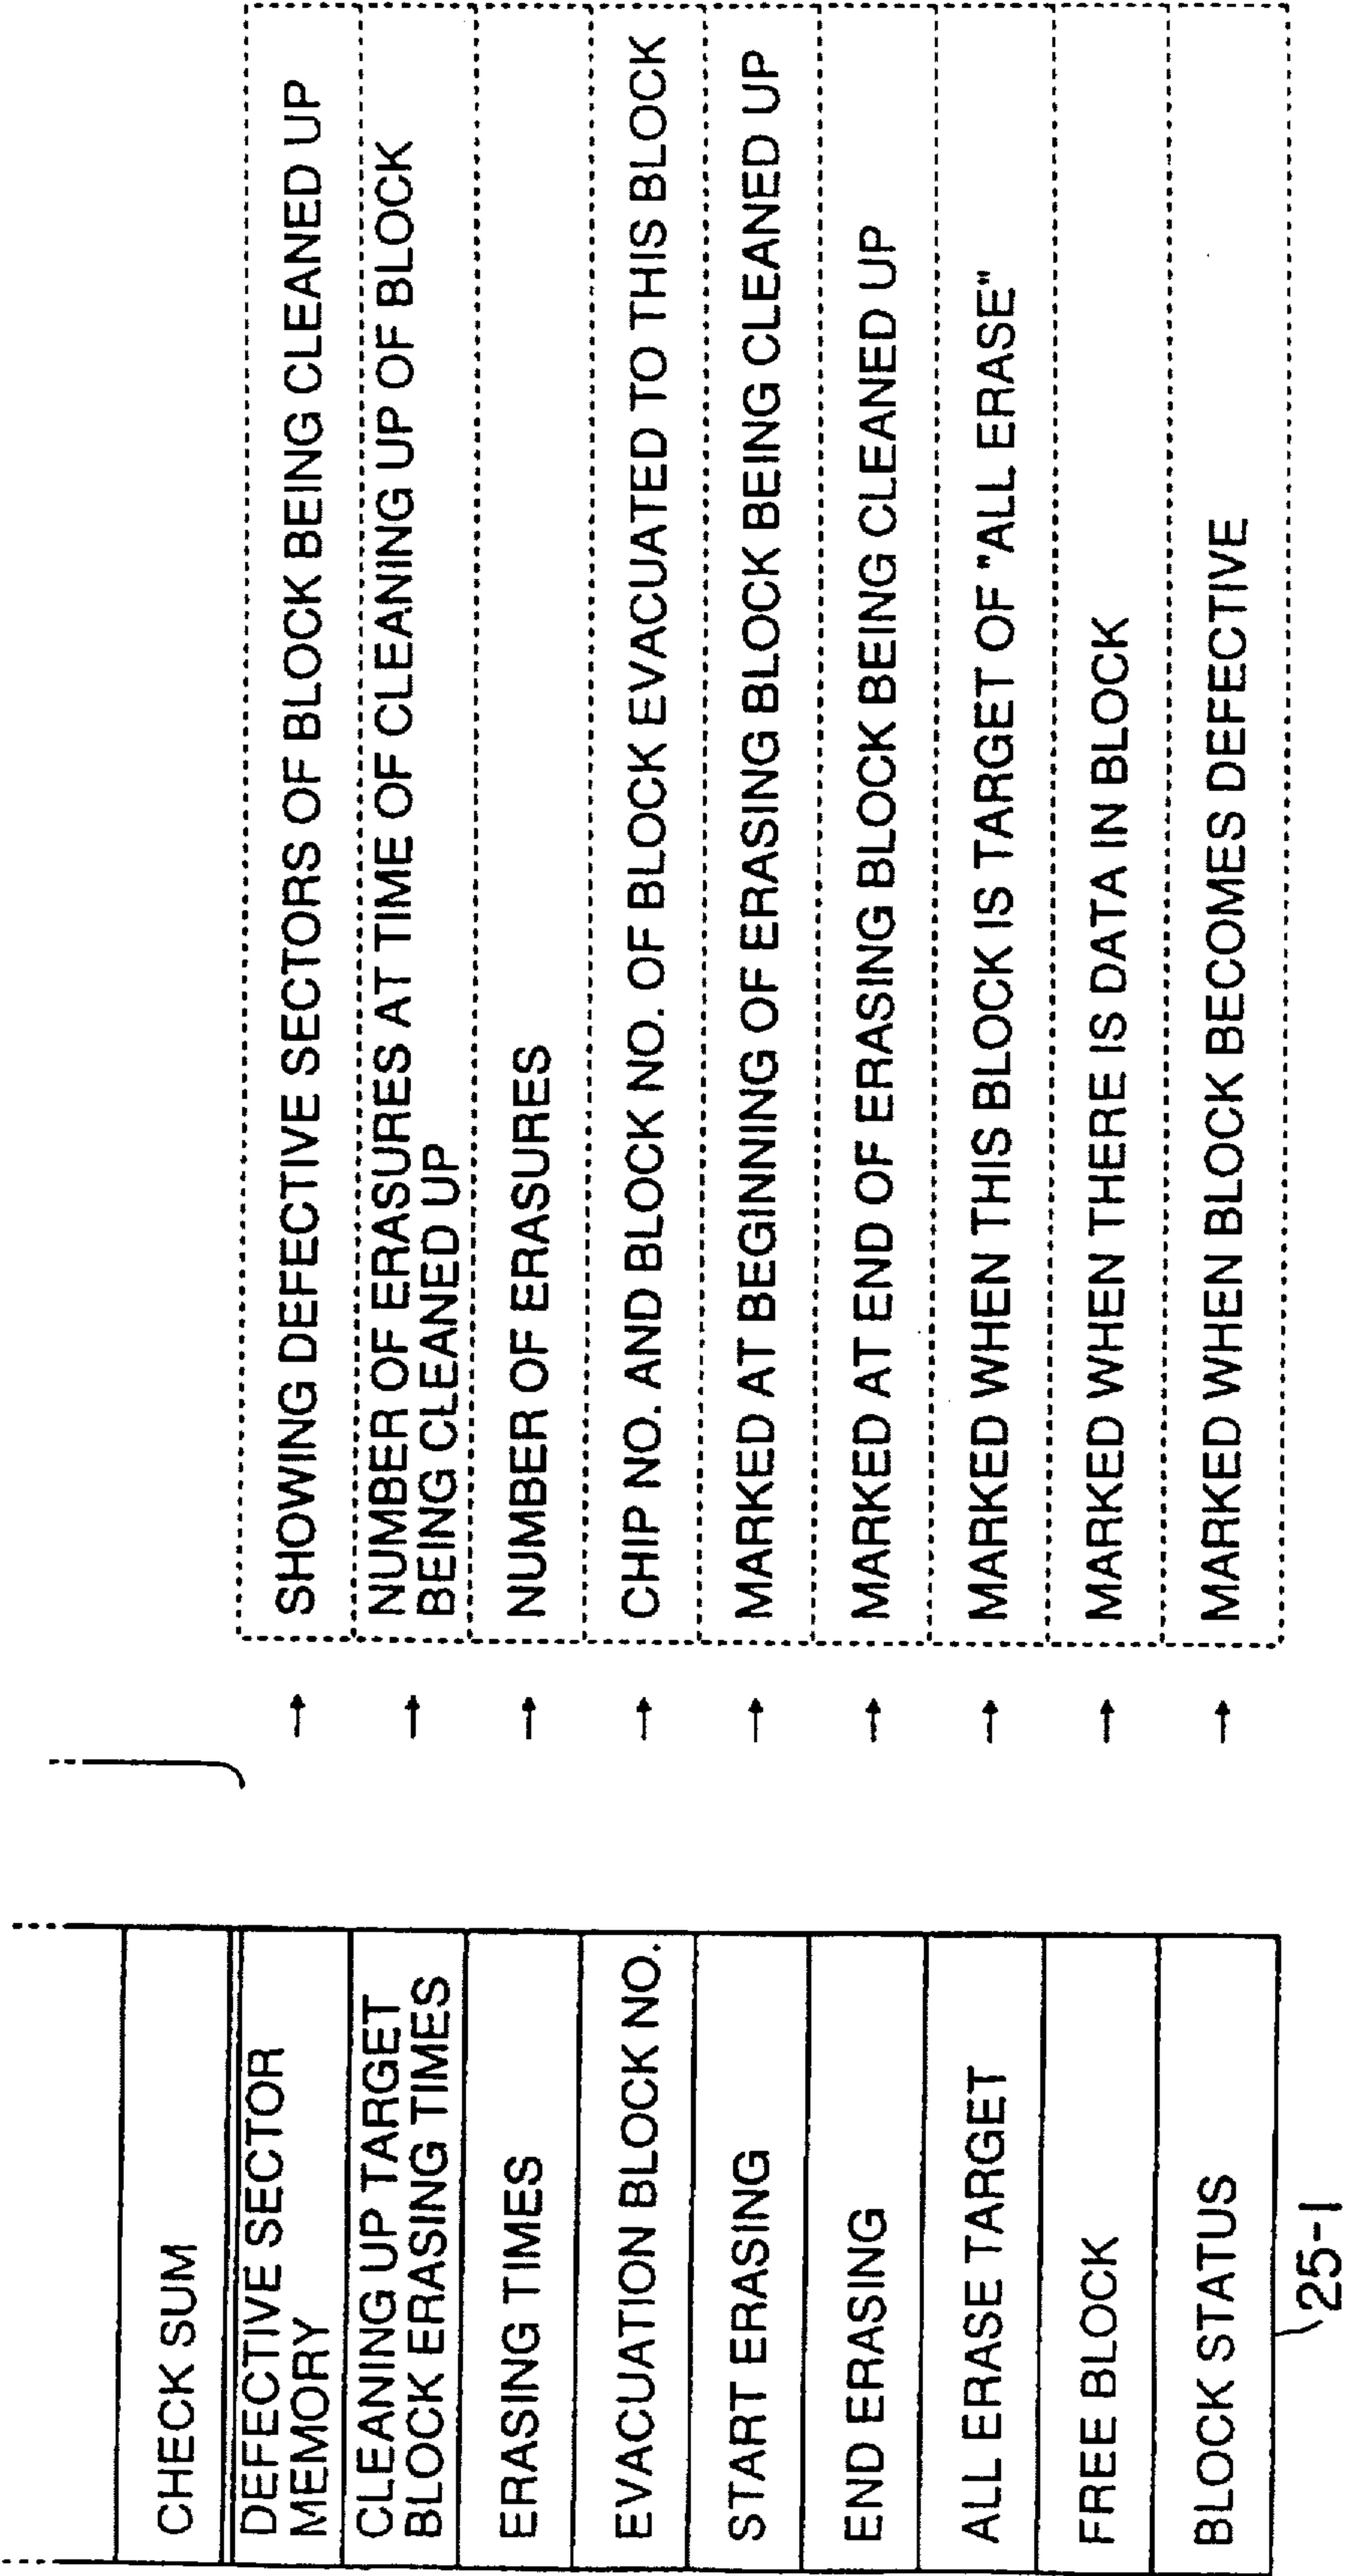 CHECK SUM
DEFECTIVE SECTOR
MEMORY
SHOWING DEFECTIVE SECTORS OF BLOCK BEING CLEANED UP
CLEANING UP TARGET
BLOCK ERASING TIMES
NUMBER OF ERASURES AT TIME OF CLEANING UP OF BLOCK
BEING CLEANED UP
ERASING TIMES
NUMBER OF ERASURES
EVACUATION BLOCK NO.
CHIP NO. AND BLOCK NO. OF BLOCK EVACUATED TO THIS BLOCK
START ERASING
MARKED AT BEGINNING OF ERASING BLOCK BEING CLEANED UP
END ERASING
MARKED AT END OF ERASING BLOCK BEING CLEANED UP
ALL ERASE TARGET
MARKED WHEN THIS BLOCK IS TARGET OF "ALL ERASE"
FREE BLOCK
MARKED WHEN THERE IS DATA IN BLOCK
BLOCK STATUS
MARKED WHEN BLOCK BECOMES DEFECTIVE
25-1